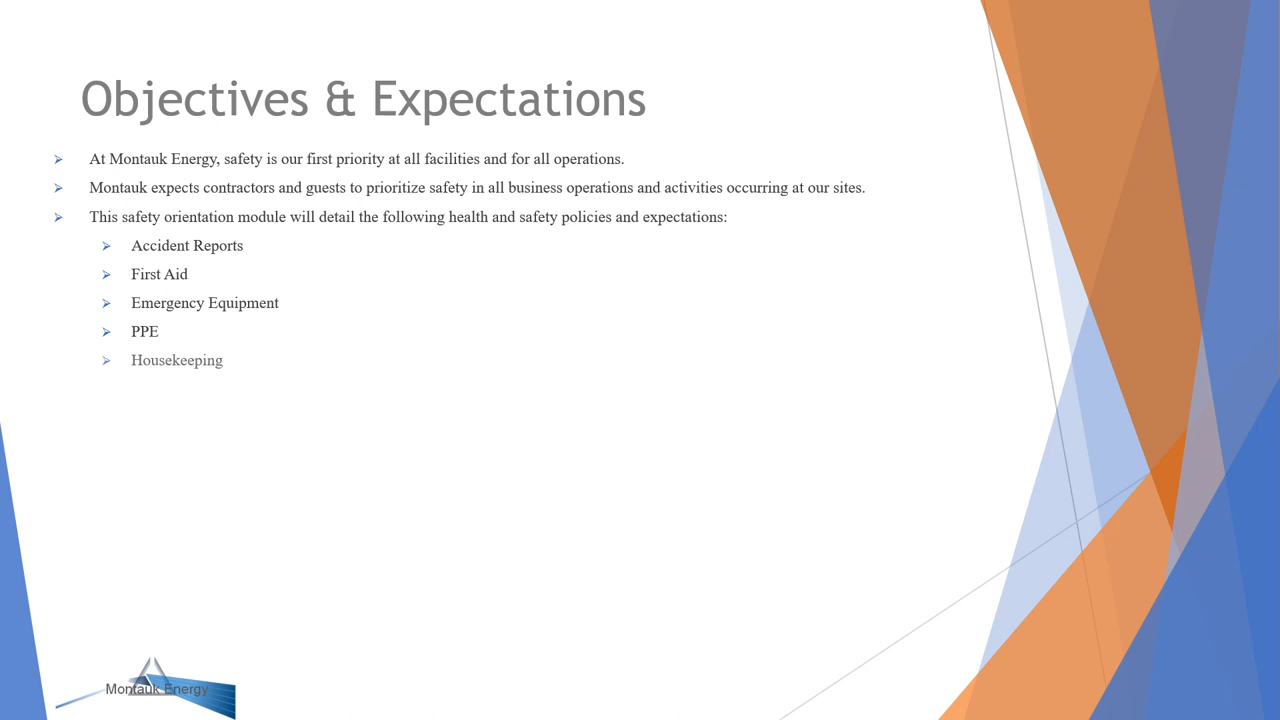 Objectives & Expectations
At Montauk Energy, safety is our first priority at all facilities and for all operations.
Montauk expects contractors and guests to prioritize safety in all business operations and activities occurring at our sites.
This safety orientation module will detail the following health and safety policies and expectations:
Accident Reports
First Aid
Emergency Equipment
PPE
Housekeeping
Montauk Energy